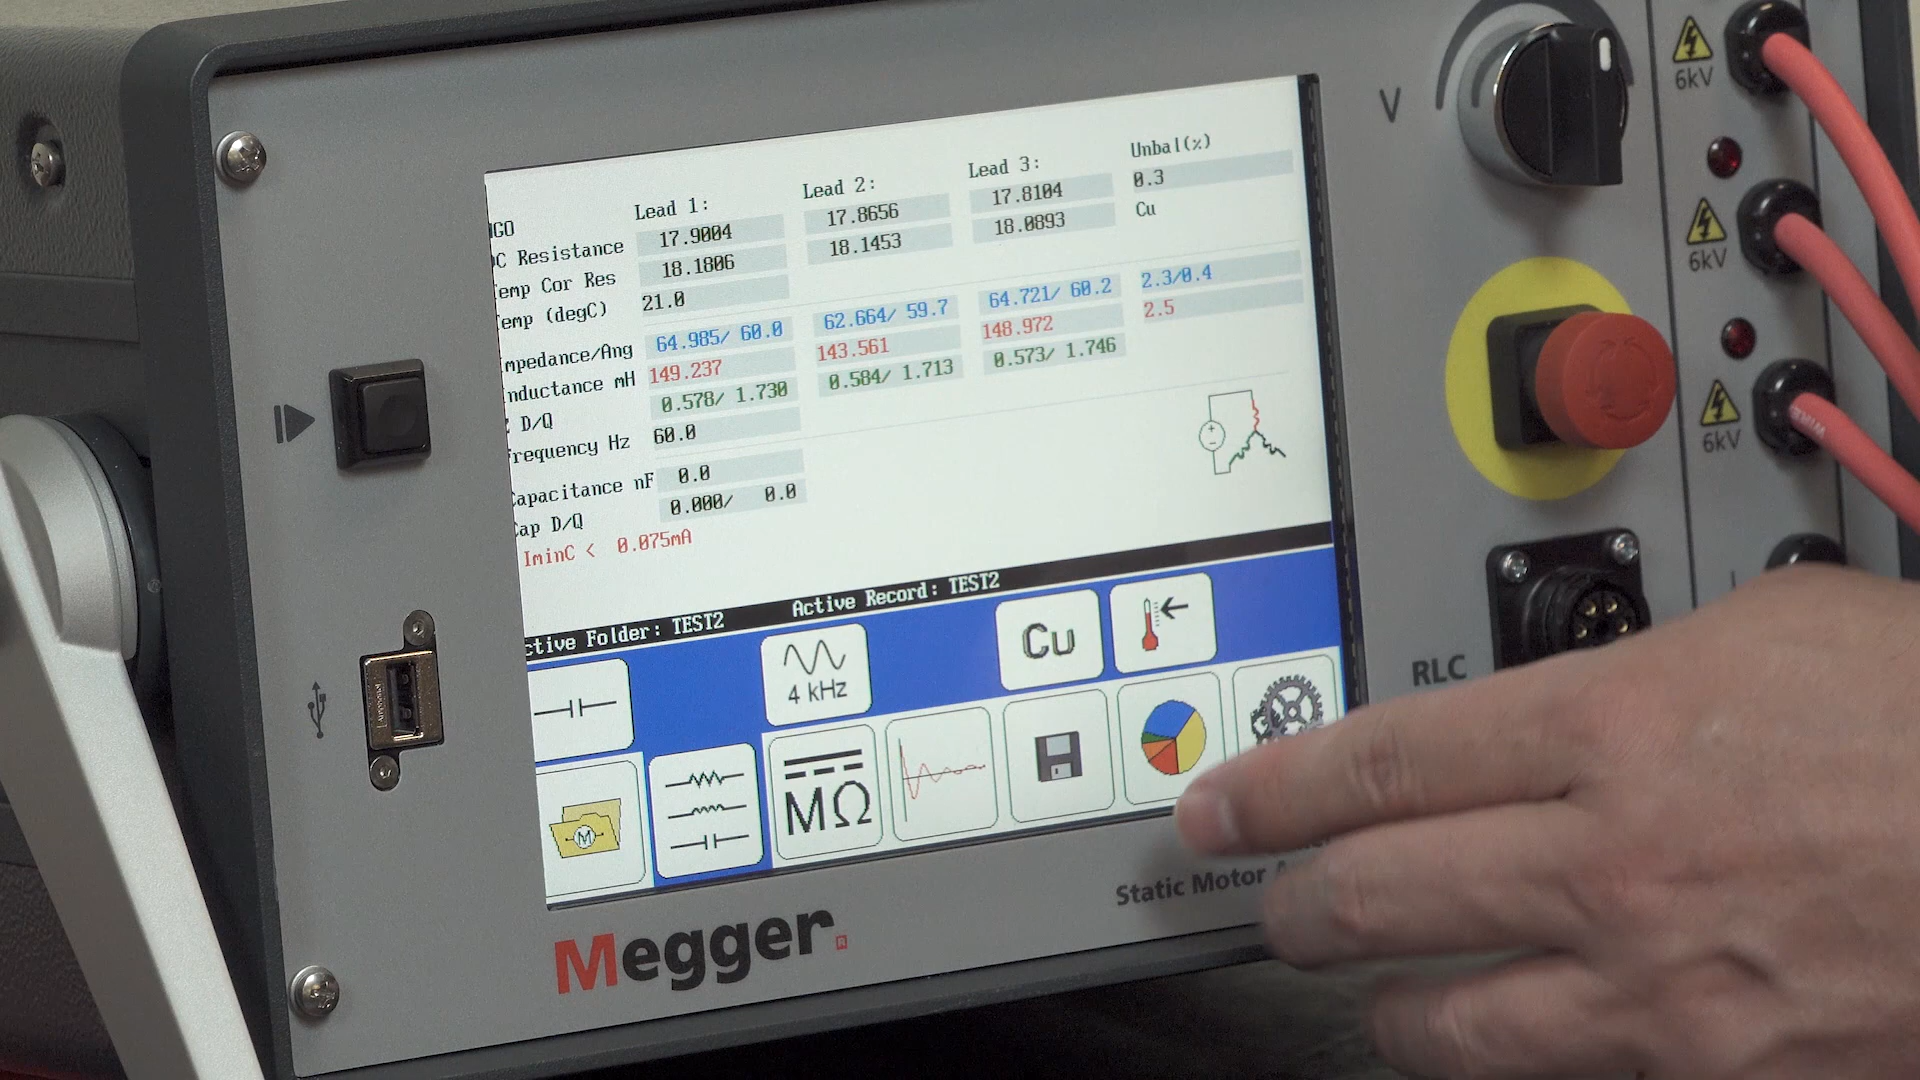 Lead 1: Lead 2: Lead 3: Unbal(%)
C Resistance 17.9004 17.8656 17.8104 0.3
emp Cor Res 18.1806 18.1453 18.0893 Cu
emp (degC) 21.0
mpedance/Ang 64.985/ 60.0 62.664/ 59.7 64.721/ 60.2 2.3/0.4
nductance mH 149.237 143.561 148.972 2.5
D/Q 0.578/ 1.730 0.584/ 1.713 0.573/ 1.746
requency Hz 60.0
apacitance nF 0.0
ap D/Q 0.000/ 0.0
IminC < 0.075mA
ctive Folder: TEST2 Active Record: TEST2
4 kHz
Cu
M
MΩ
Megger
Static Motor
V
6kV
6kV
6kV
RLC